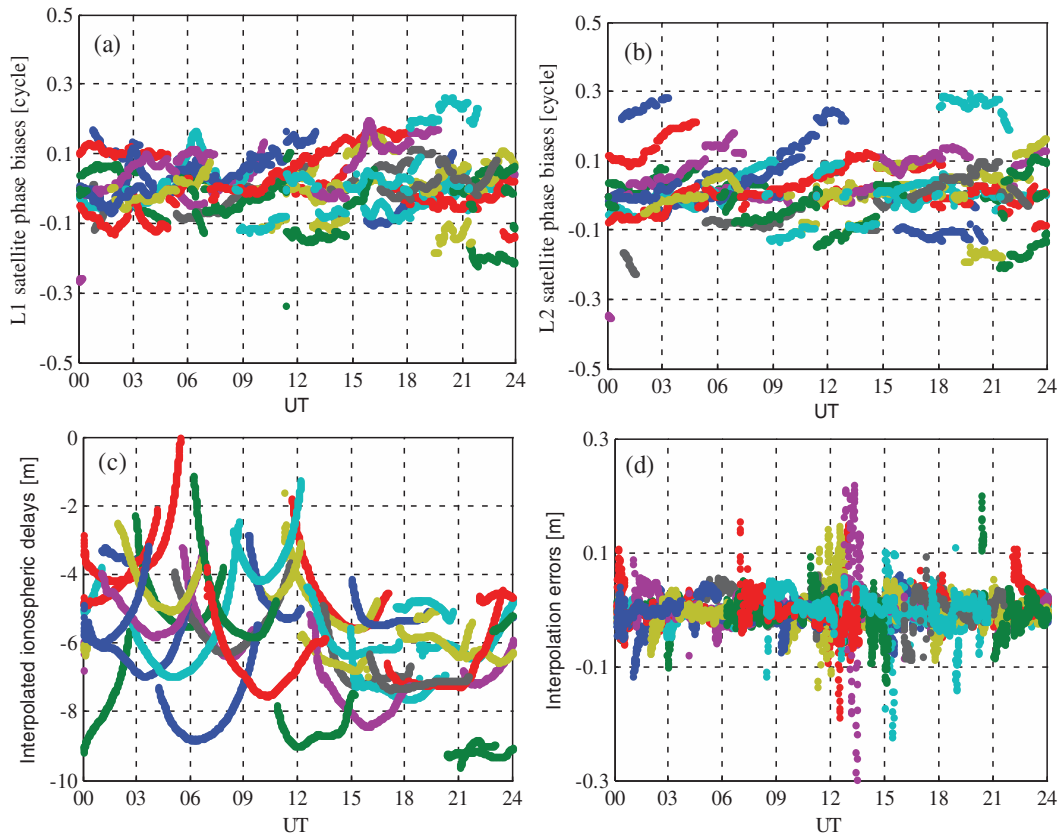 (a)
L1 satellite phase biases [cycle]
0.5
0.3
0.1
-0.1
-0.3
-0.5
00 03 06 09 12 15 18 21 24
UT
(b)
L2 satellite phase biases [cycle]
0.5
0.3
0.1
-0.1
-0.3
-0.5
00 03 06 09 12 15 18 21 24
UT
(c)
Interpolated ionospheric delays [m]
0
-2
-4
-6
-8
-10
00 03 06 09 12 15 18 21 24
UT
(d)
Interpolation errors [m]
0.3
0.1
-0.1
-0.3
00 03 06 09 12 15 18 21 24
UT